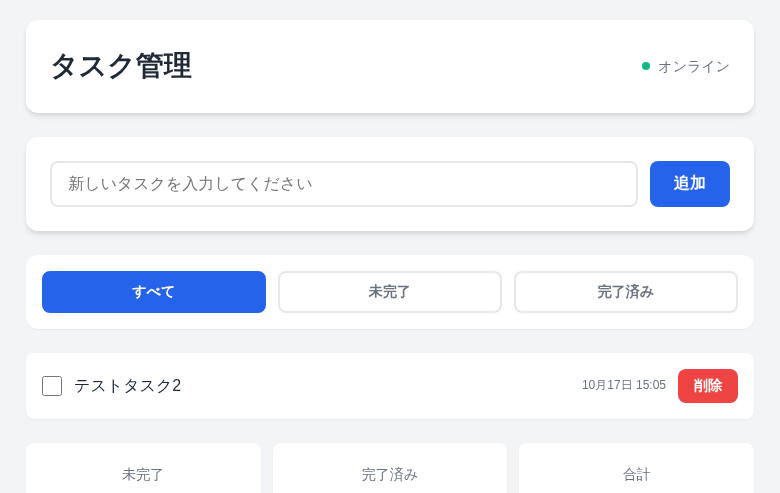 タスク管理
オンライン
新しいタスクを入力してください
追加
すべて
未完了
完了済み
テストタスク2
10月17日 15:05
削除
未完了
完了済み
合計